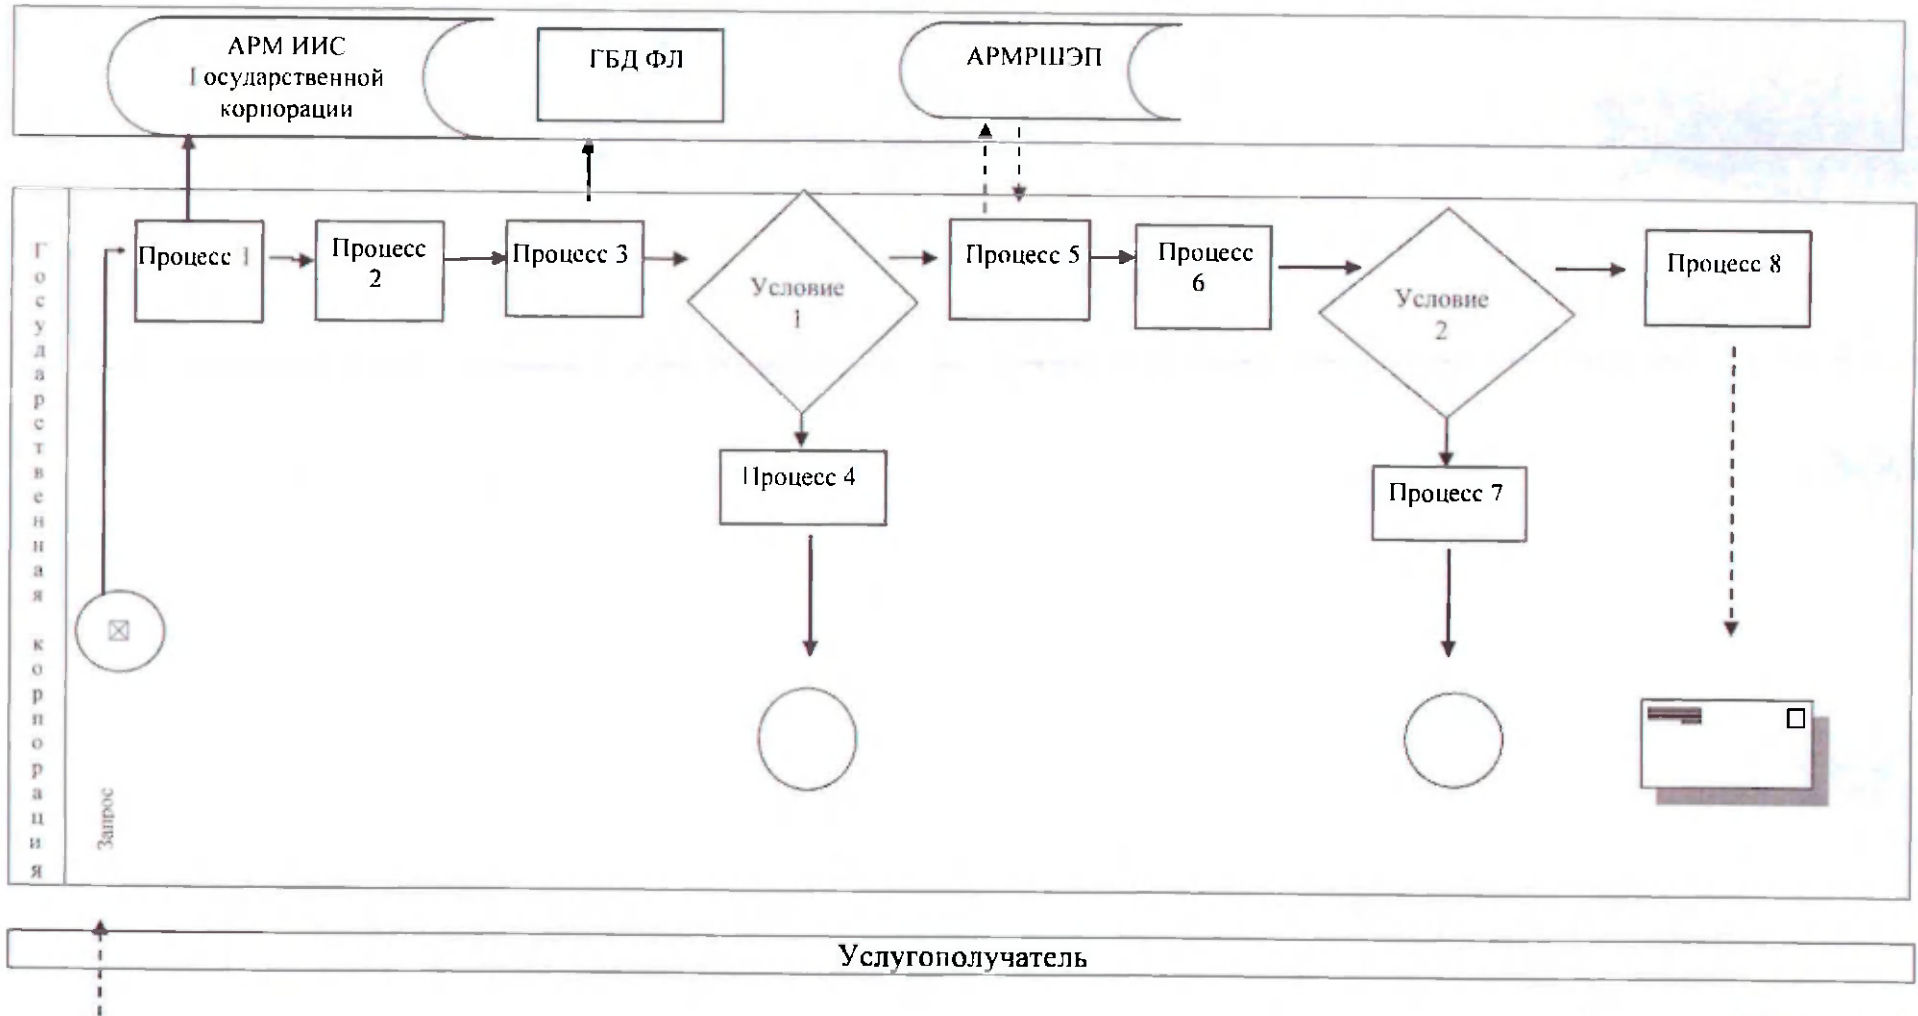 АРМ ИИС
Государственной
корпорации
ГБД ФЛ
АРМРШЭП
Государственная корпорация
Процесс 1
Процесс
2
Процесс 3
Условие
1
Процесс 5
Процесс
6
Условие
2
Процесс 8
Процесс 4
Процесс 7
Запрос
Услугополучатель